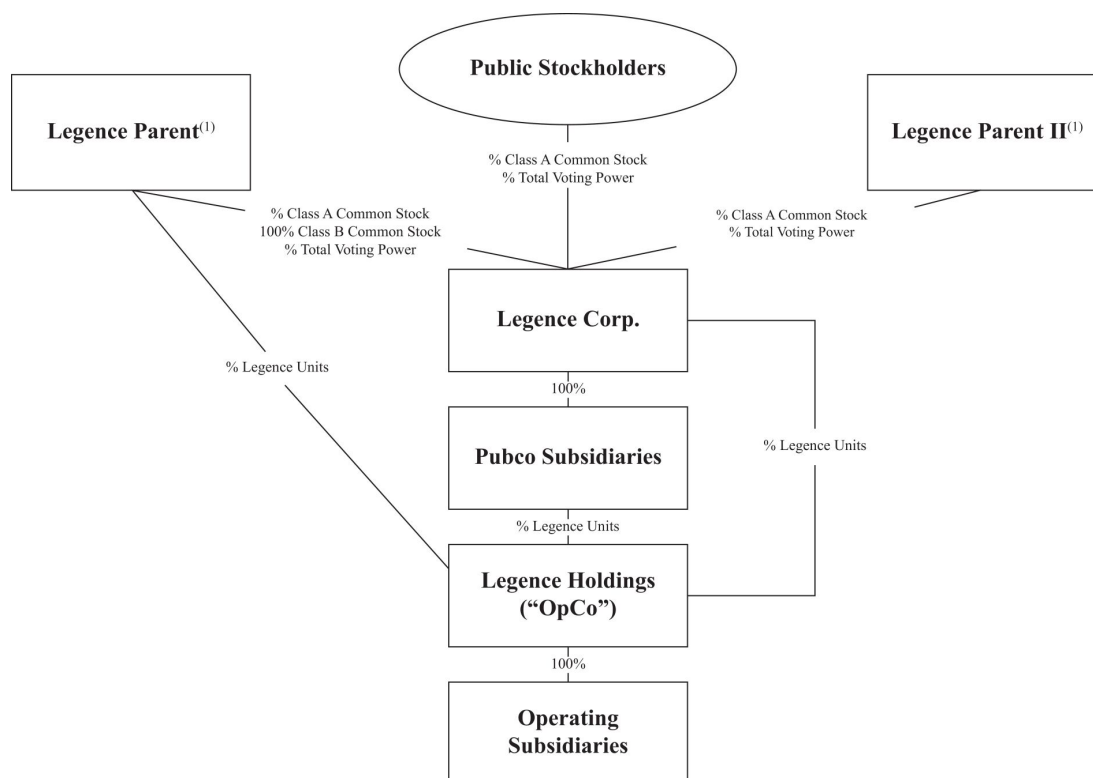 Public Stockholders
Legence Parent(1)
Legence Parent II(1)
% Class A Common Stock
% Total Voting Power
% Class A Common Stock
100% Class B Common Stock
% Total Voting Power
% Class A Common Stock
% Total Voting Power
Legence Corp.
% Legence Units
100%
Pubco Subsidiaries
% Legence Units
% Legence Units
Legence Holdings
(“OpCo”)
100%
Operating
Subsidiaries